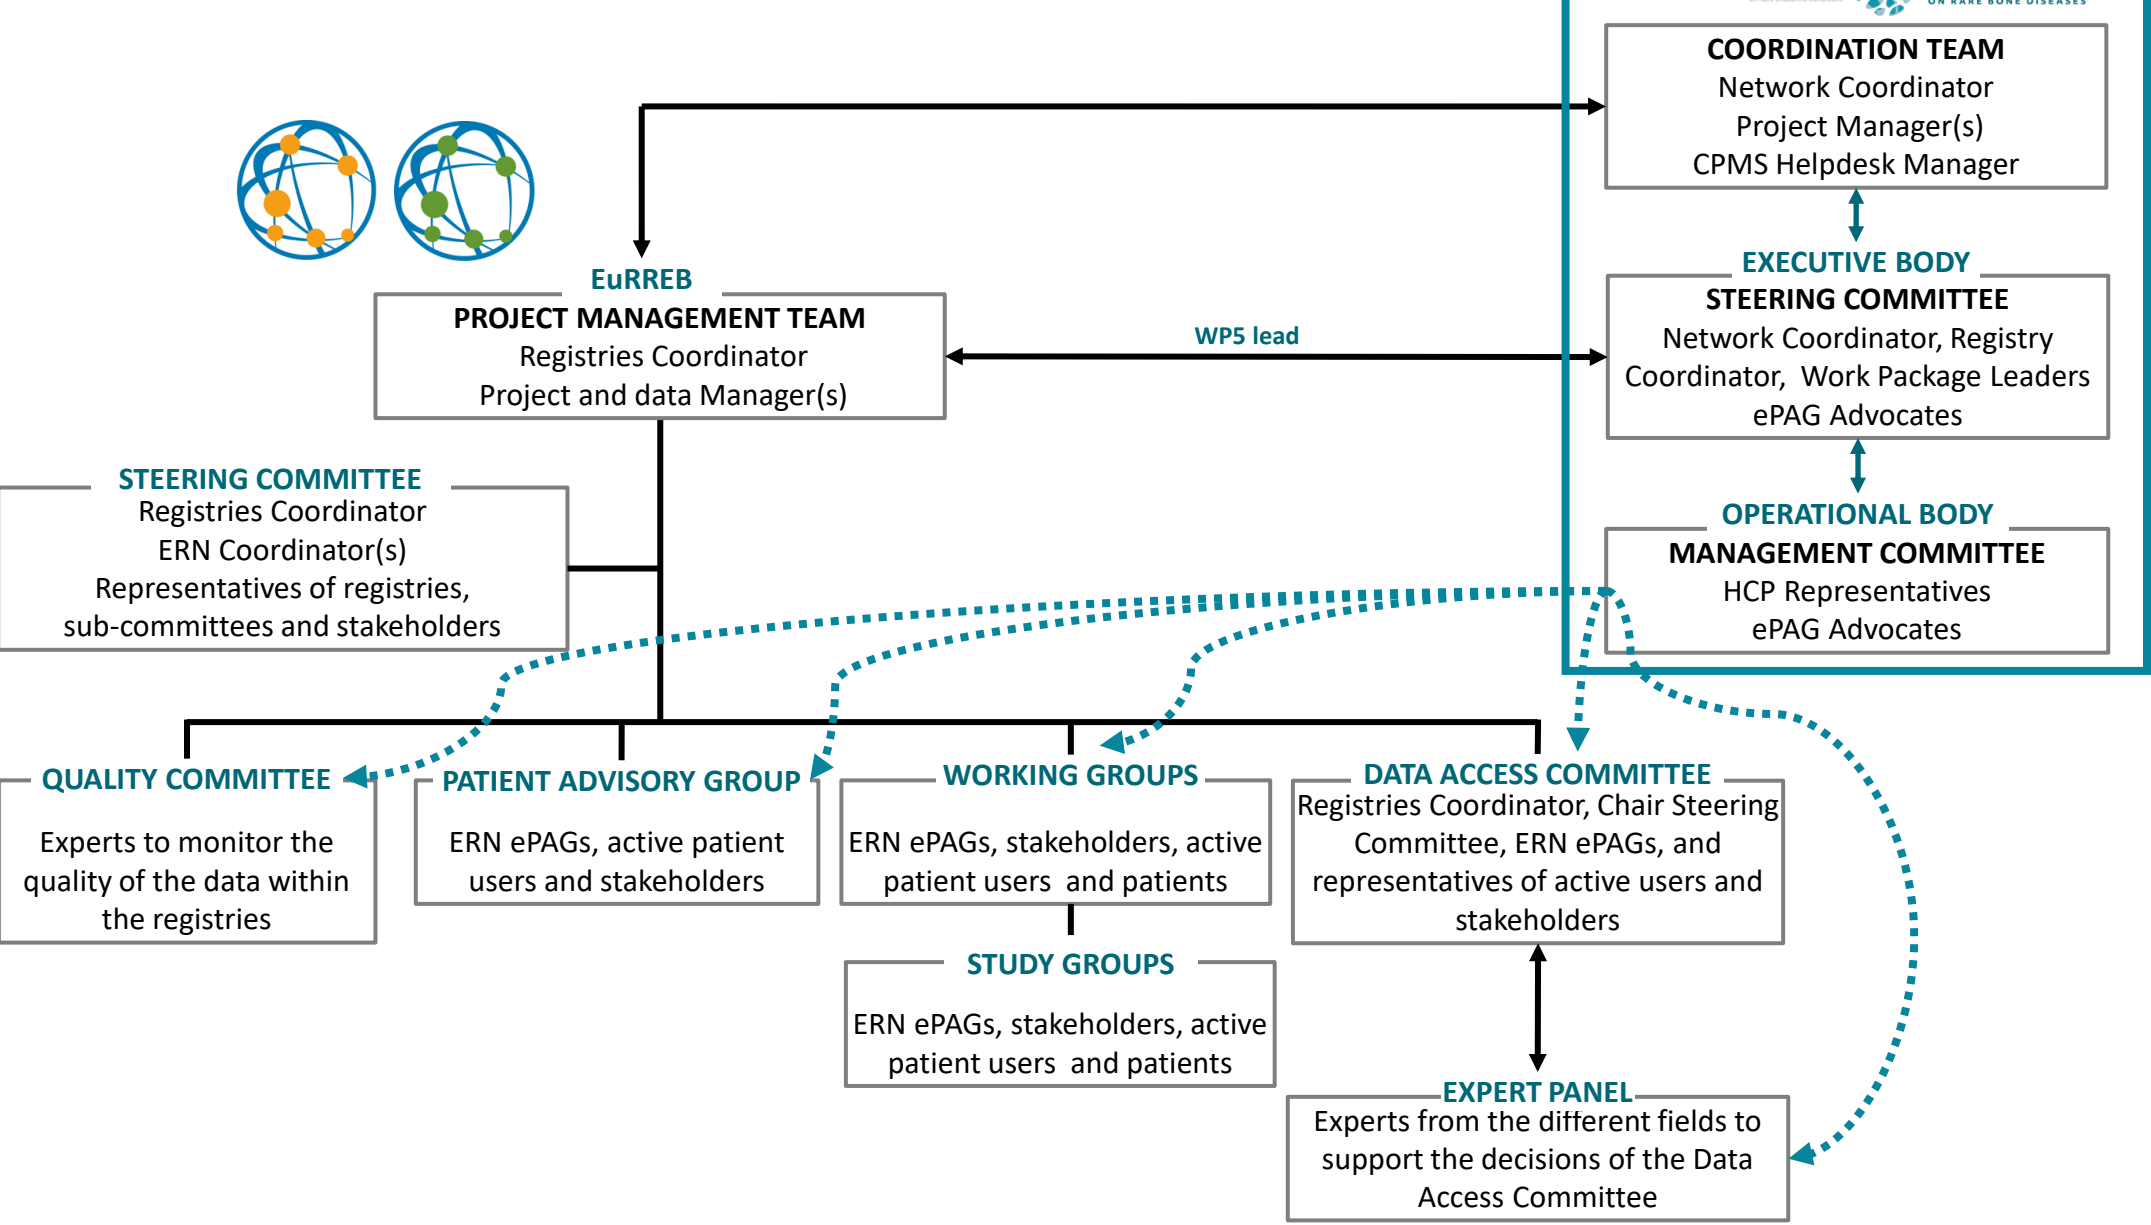 ON RARE BONE DISEASES
COORDINATION TEAM
Network Coordinator
Project Manager(s)
CPMS Helpdesk Manager
EuRREB
PROJECT MANAGEMENT TEAM
Registries Coordinator
Project and data Manager(s)
WP5 lead
EXECUTIVE BODY
STEERING COMMITTEE
Network Coordinator, Registry
Coordinator,  Work Package Leaders
ePAG Advocates
STEERING COMMITTEE
Registries Coordinator
ERN Coordinator(s)
Representatives of registries,
sub-committees and stakeholders
OPERATIONAL BODY
MANAGEMENT COMMITTEE
HCP Representatives
ePAG Advocates
QUALITY COMMITTEE
Experts to monitor the
quality of the data within
the registries
PATIENT ADVISORY GROUP
ERN ePAGs, active patient
users and stakeholders
WORKING GROUPS
ERN ePAGs, stakeholders, active
patient users  and patients
DATA ACCESS COMMITTEE
Registries Coordinator, Chair Steering
Committee, ERN ePAGs, and
representatives of active users and
stakeholders
STUDY GROUPS
ERN ePAGs, stakeholders, active
patient users  and patients
EXPERT PANEL
Experts from the different fields to
support the decisions of the Data
Access Committee